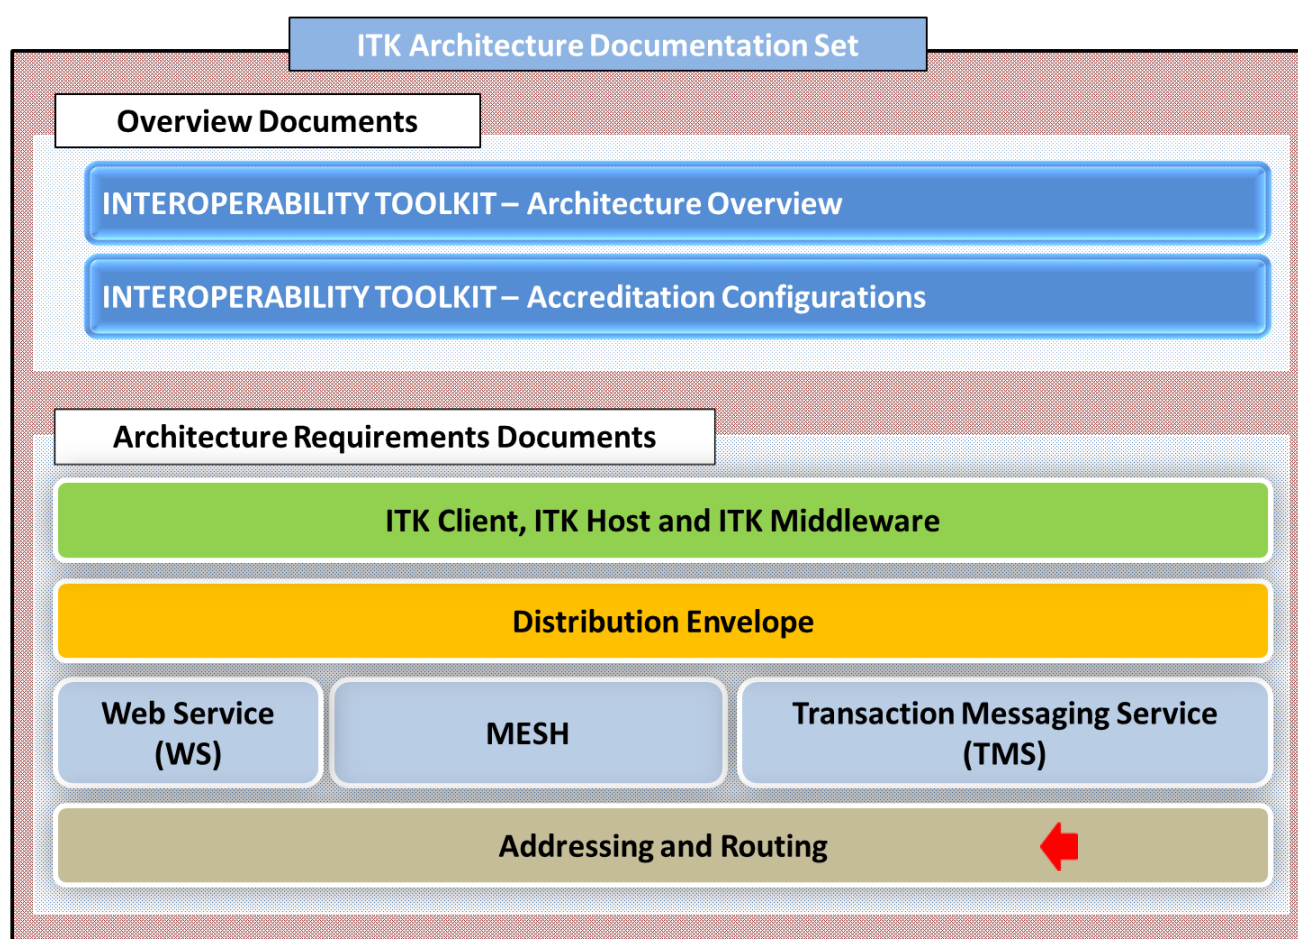 ITK Architecture Documentation Set
Overview Documents
INTEROPERABILITY TOOLKIT – Architecture Overview
INTEROPERABILITY TOOLKIT – Accreditation Configurations
Architecture Requirements Documents
ITK Client, ITK Host and ITK Middleware
Distribution Envelope
Web Service
(WS)
MESH
Transaction Messaging Service
(TMS)
Addressing and Routing